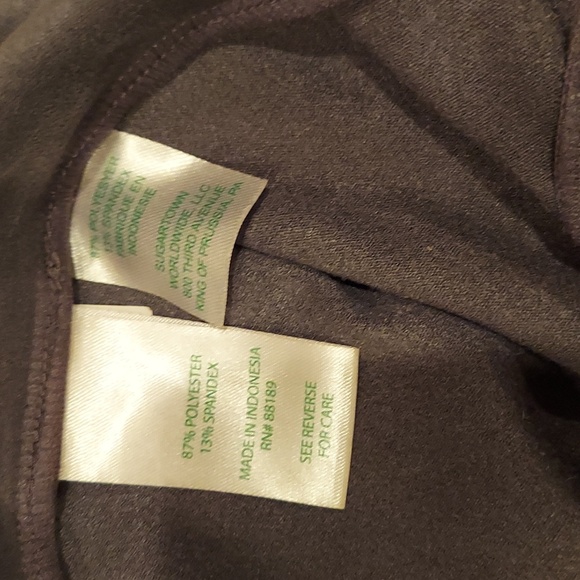 87% POLYESTER
13% SPANDEX
FABRIQUE EN
INDONESIE
SUGARTOWN
WORLDWIDE, LLC
800 THIRD AVENUE
KING OF PRUSSIA, PA
87% POLYESTER
13% SPANDEX
MADE IN INDONESIA
RN# 88189
SEE REVERSE
FOR CARE